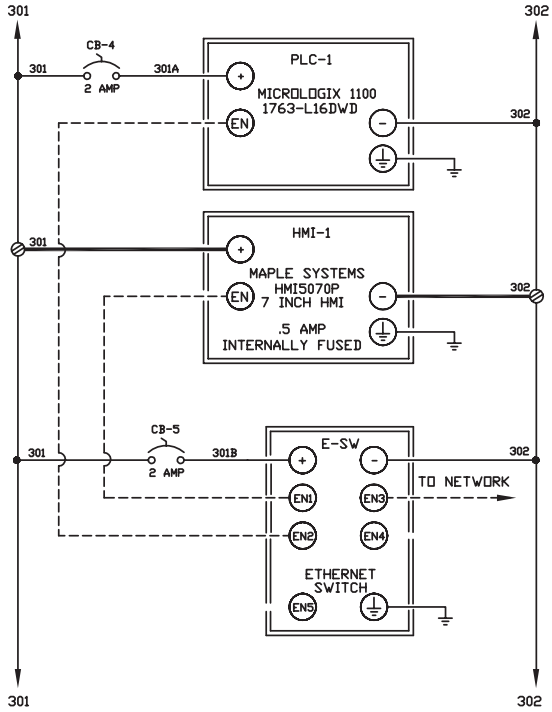 301 302
CB-4
301 301A
2 AMP
PLC-1
+
MICROLOGIX 1100
1763-L16DWD
EN
-
302
301
HMI-1
+
MAPLE SYSTEMS
HMI5070P
7 INCH HMI
EN
-
302
.5 AMP
INTERNALLY FUSED
CB-5
301 301B
2 AMP
E-SW
+ -
302
EN1 EN3
TO NETWORK
EN2 EN4
ETHERNET
SWITCH
EN5
301 302